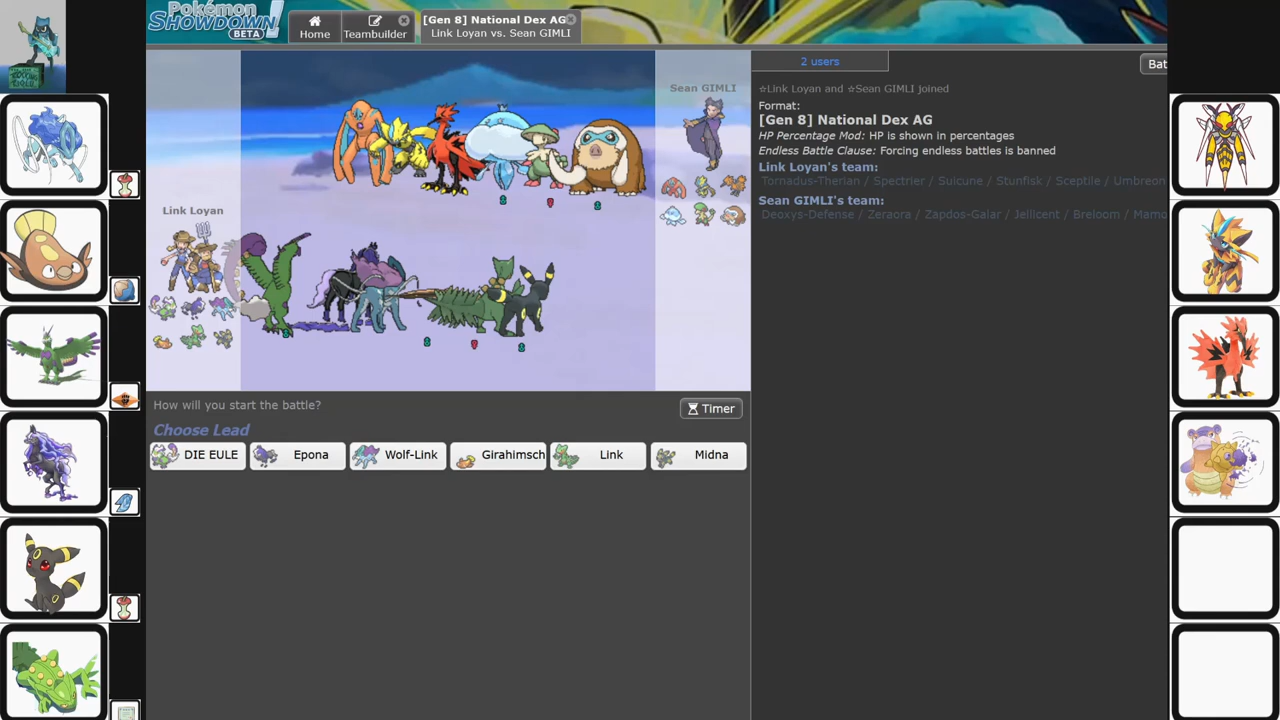 Pokémon
SHOWDOWN!
BETA
Home
Teambuilder
[Gen 8] National Dex AG
Link Loyan vs. Sean GIMLI
2 users
Bat
☆Link Loyan and ☆Sean GIMLI joined
Format:
[Gen 8] National Dex AG
HP Percentage Mod: HP is shown in percentages
Endless Battle Clause: Forcing endless battles is banned
Link Loyan's team:
Tornadus-Therian / Spectrier / Suicune / Stunfisk / Sceptile / Umbreon
Sean GIMLI's team:
Deoxys-Defense / Zeraora / Zapdos-Galar / Jellicent / Breloom / Mamo
Sean GIMLI
Link Loyan
How will you start the battle?
Timer
Choose Lead
DIE EULE
Epona
Wolf-Link
Girahimsch
Link
Midna